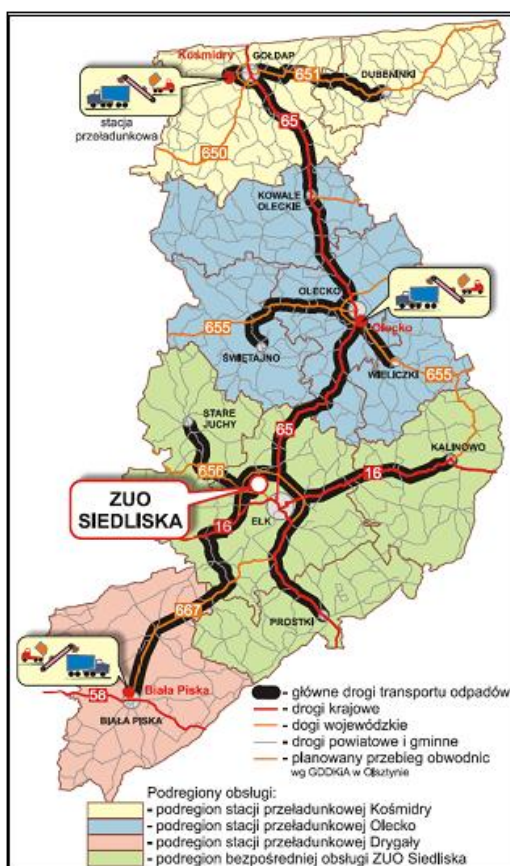 Kośmidry
GOŁDAP
651
DUBENINKI
stacja
przeładunkowa
65
650
KOWALE
OLECKIE
OLECKO
Olecko
655
ŚWIĘTAJNO
WIELICZKI
655
STARE
JUCHY
65
KALINOWO
656
16
ZUO
SIEDLISKA
EŁK
16
PROSTKI
667
58
Biała Piska
BIAŁA PISKA
- główne drogi transportu odpadów
- drogi krajowe
- dogi wojewódzkie
- drogi powiatowe i gminne
- planowany przebieg obwodnic
wg GDDKiA w Olsztynie
Podregiony obsługi:
- podregion stacji przeładunkowej Kośmidry
- podregion stacji przeładunkowej Olecko
- podregion stacji przeładunkowej Drygały
- podregion bezpośredniej obsługi ZUO Siedliska